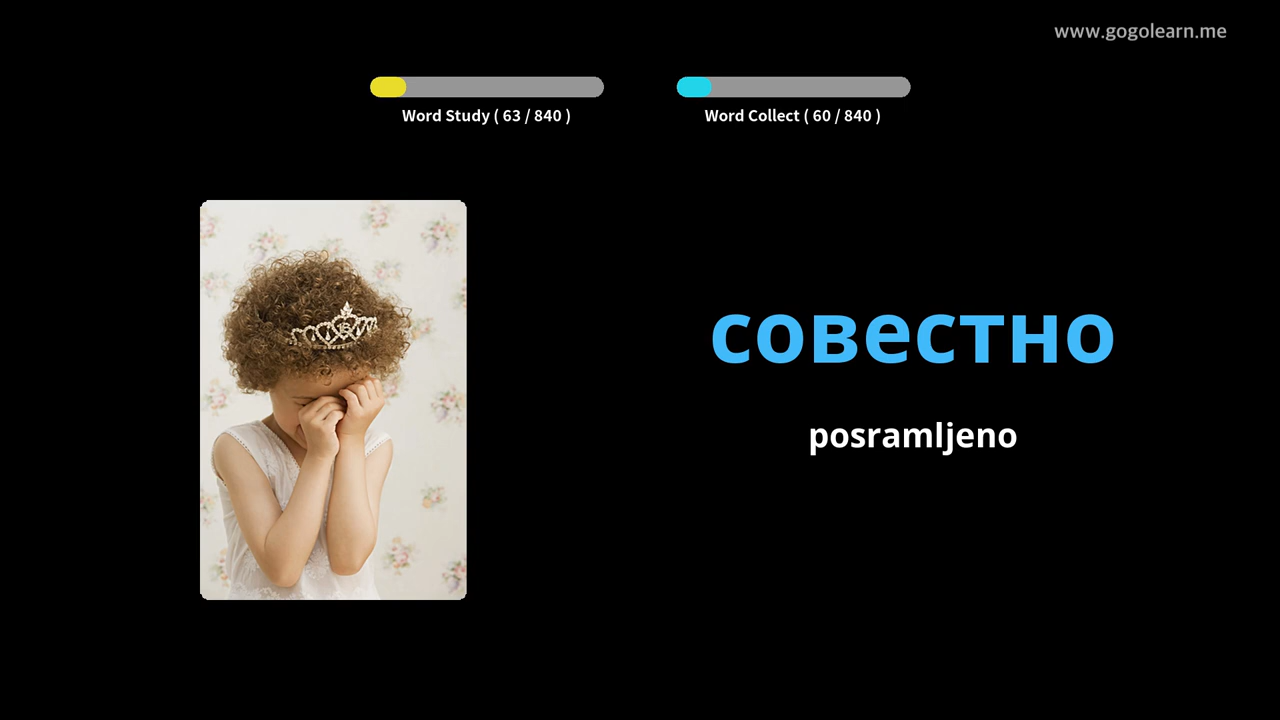 www.gogolearn.me
Word Study ( 63 / 840 )
Word Collect ( 60 / 840 )
совестно
posramljeno